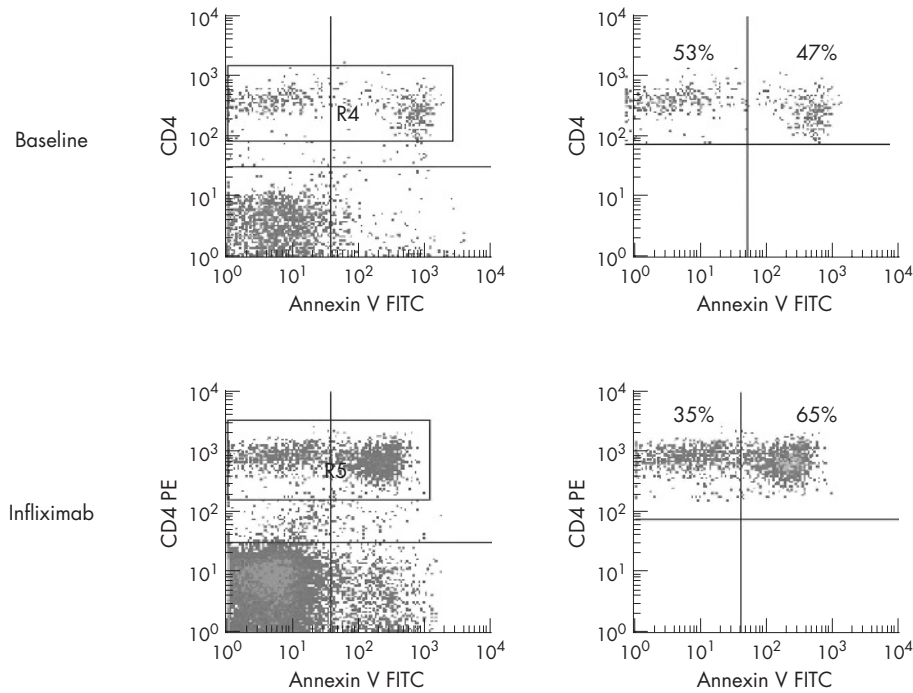 Baseline
CD4
10⁴
10³
10²
10¹
10⁰
R4
10⁰ 10¹ 10² 10³ 10⁴
Annexin V FITC
CD4
10⁴
10³
10²
10¹
10⁰
53% 47%
10⁰ 10¹ 10² 10³ 10⁴
Annexin V FITC
Infliximab
CD4 PE
10⁴
10³
10²
10¹
10⁰
R5
10⁰ 10¹ 10² 10³ 10⁴
Annexin V FITC
CD4 PE
10⁴
10³
10²
10¹
10⁰
35% 65%
10⁰ 10¹ 10² 10³ 10⁴
Annexin V FITC